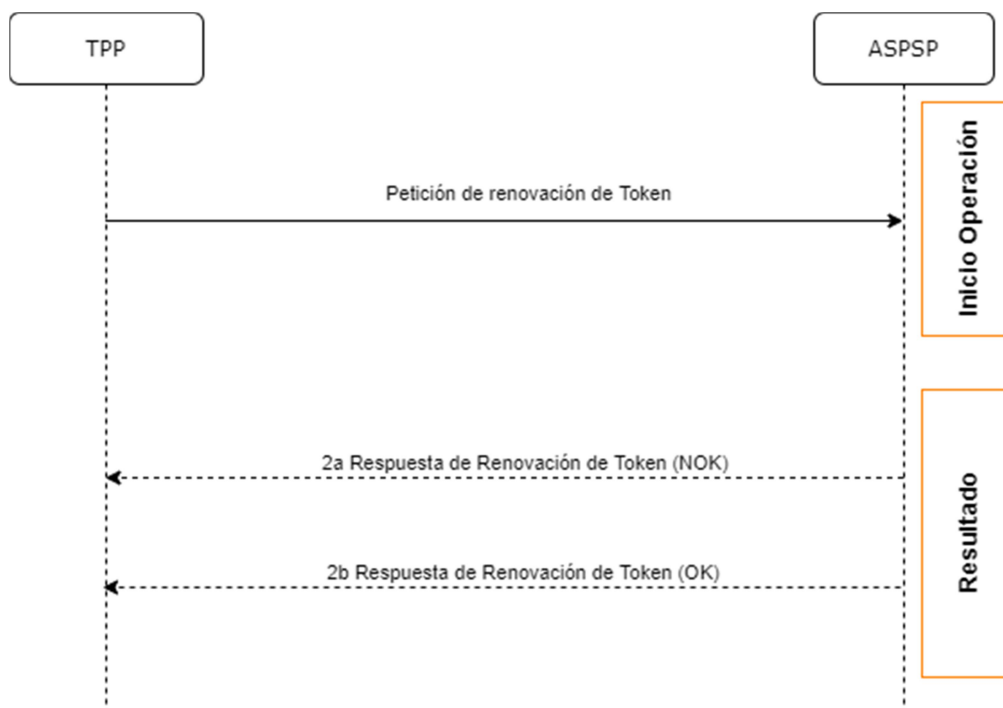 TPP
ASPSP
Petición de renovación de Token
Inicio Operación
2a Respuesta de Renovación de Token (NOK)
2b Respuesta de Renovación de Token (OK)
Resultado